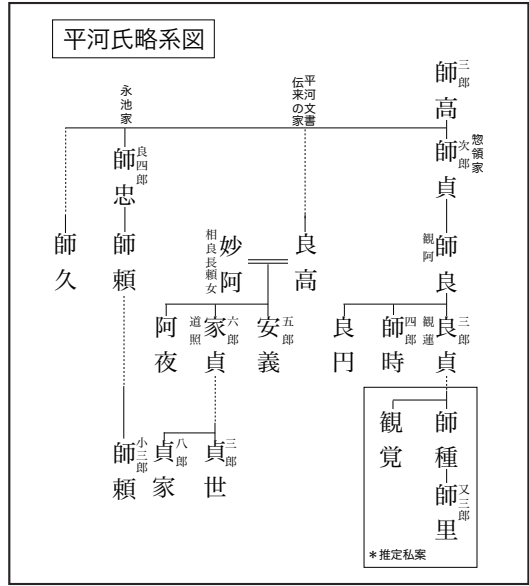 平河氏略系図
三郎
師高
惣領家
次郎
師貞
平河文書
伝来の家
永池家
良四郎
師忠
師久
師頼
相良長頼女
妙阿
良高
観阿
師良
三郎
観蓮
良貞
四郎
師時
良円
五郎
安義
六郎
道照
家貞
阿夜
師種
観覚
又三郎
師里
三郎
貞世
八郎
貞家
小三郎
師頼
＊推定私案